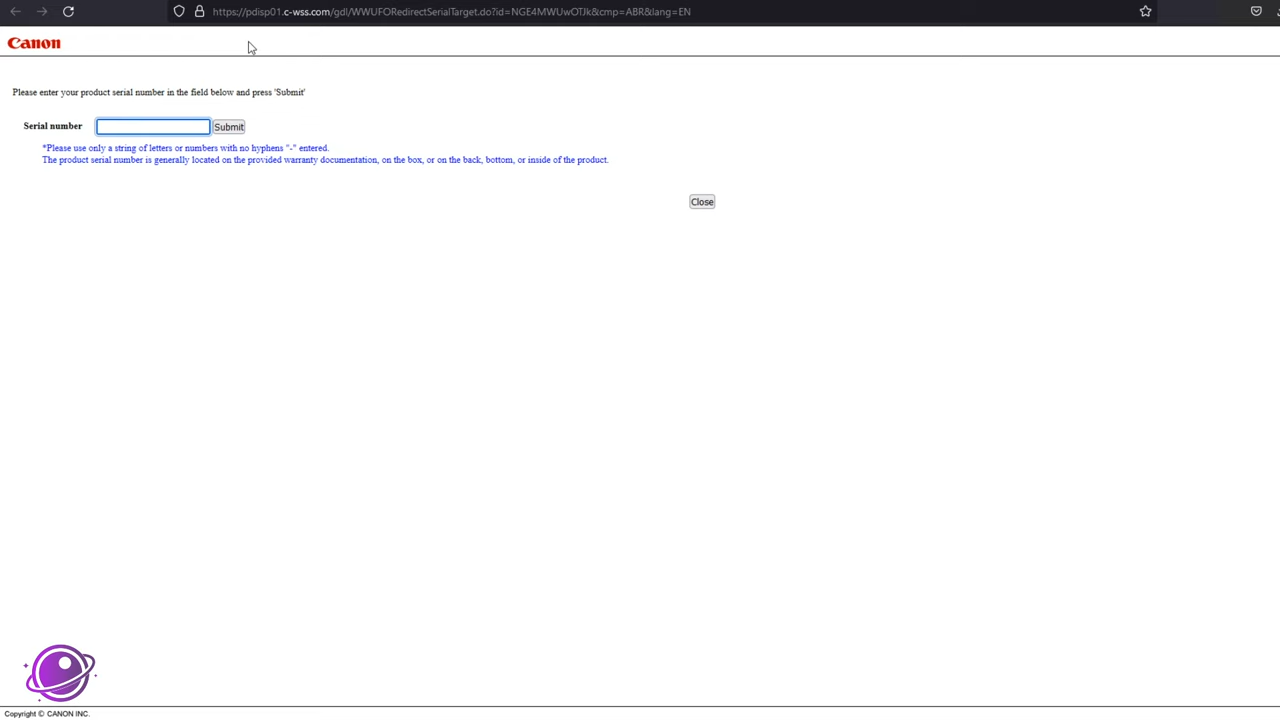 https://pdisp01.c-wss.com/gdl/WWUFORedirectSerialTarget.do?id=NGE4MWUwOTJk&cmp=ABR&lang=EN
Canon
Please enter your product serial number in the field below and press 'Submit'
Serial number Submit
*Please use only a string of letters or numbers with no hyphens "-" entered.
The product serial number is generally located on the provided warranty documentation, on the box, or on the back, bottom, or inside of the product.
Close
Copyright © CANON INC.